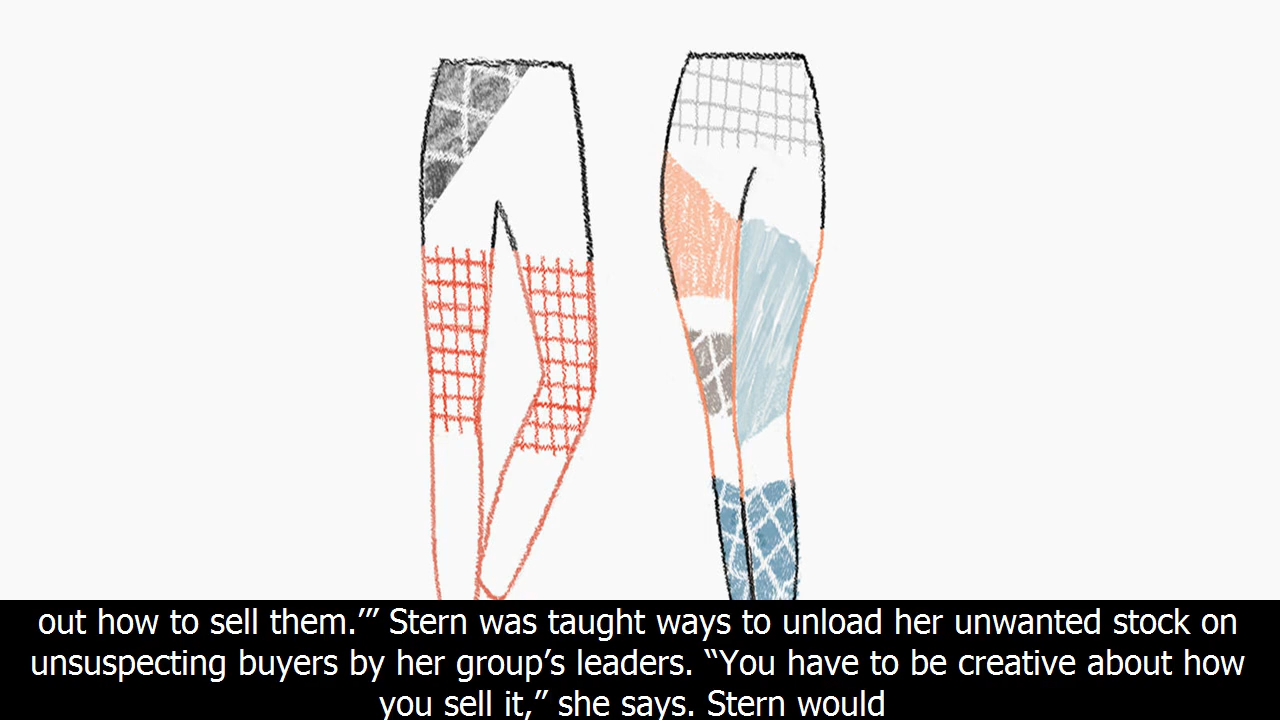 out how to sell them.’” Stern was taught ways to unload her unwanted stock on
unsuspecting buyers by her group’s leaders. “You have to be creative about how
you sell it,” she says. Stern would